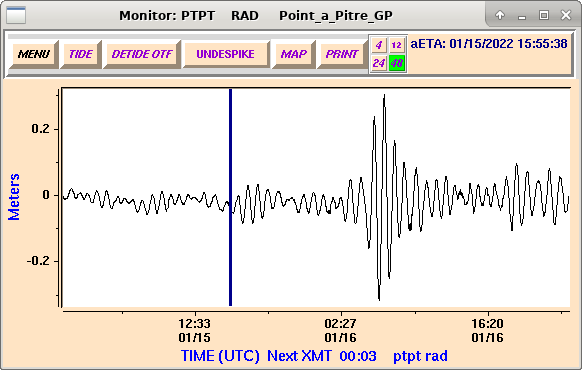 Monitor: PTPT RAD Point_a_Pitre_GP
MENU TIDE DETIDE OTF UNDESPIKE MAP PRINT 4 12 24 48 aETA: 01/15/2022 15:55:38
Meters
0.2
0
-0.2
12:33 02:27 16:20
01/15 01/16 01/16
TIME (UTC) Next XMT 00:03 ptpt rad